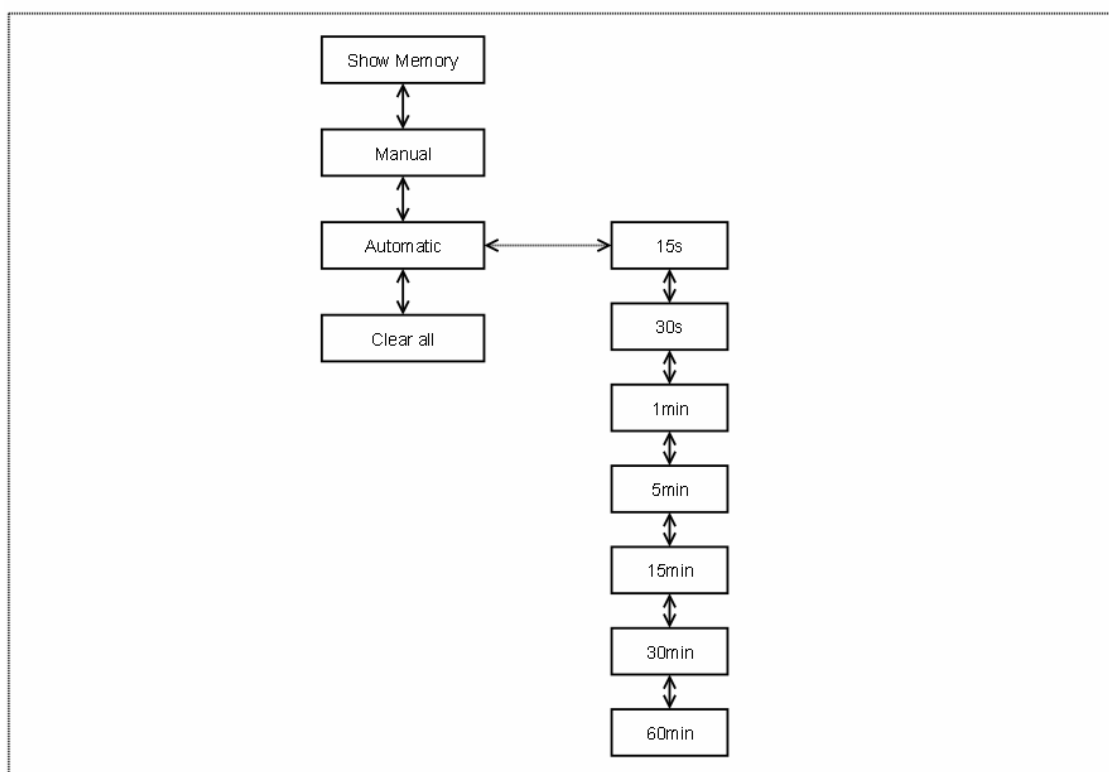 Show Memory
Manual
Automatic
15s
Clear all
30s
1min
5min
15min
30min
60min